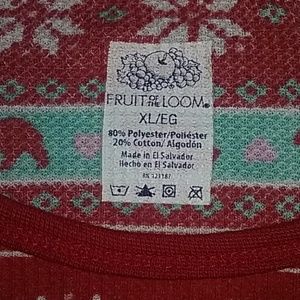 FRUIT OF THE LOOM®
XL/EG
80% Polyester/Poliéster
20% Cotton/Algodón
Made in El Salvador
Hecho en El Salvador